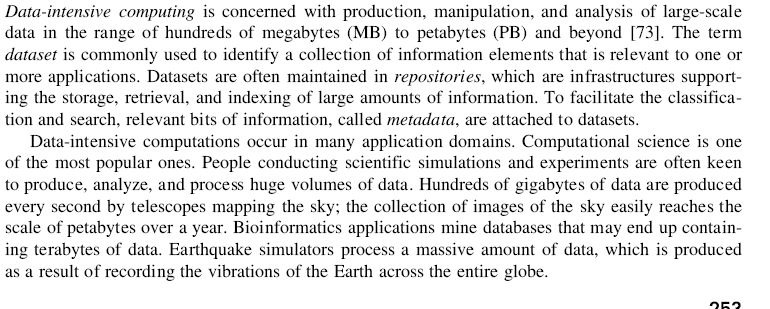 Data-intensive computing is concerned with production, manipulation, and analysis of large-scale
data in the range of hundreds of megabytes (MB) to petabytes (PB) and beyond [73]. The term
dataset is commonly used to identify a collection of information elements that is relevant to one or
more applications. Datasets are often maintained in repositories, which are infrastructures support-
ing the storage, retrieval, and indexing of large amounts of information. To facilitate the classifica-
tion and search, relevant bits of information, called metadata, are attached to datasets.
Data-intensive computations occur in many application domains. Computational science is one
of the most popular ones. People conducting scientific simulations and experiments are often keen
to produce, analyze, and process huge volumes of data. Hundreds of gigabytes of data are produced
every second by telescopes mapping the sky; the collection of images of the sky easily reaches the
scale of petabytes over a year. Bioinformatics applications mine databases that may end up contain-
ing terabytes of data. Earthquake simulators process a massive amount of data, which is produced
as a result of recording the vibrations of the Earth across the entire globe.
253